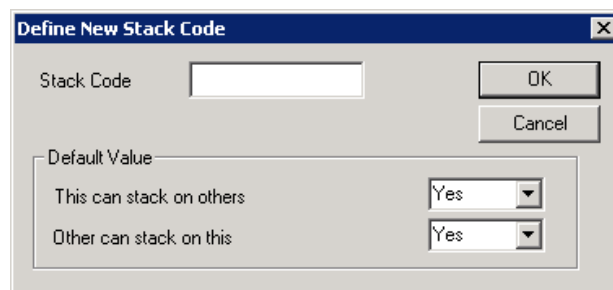 Define New Stack Code
Stack Code
OK
Cancel
Default Value
This can stack on others
Yes
Other can stack on this
Yes